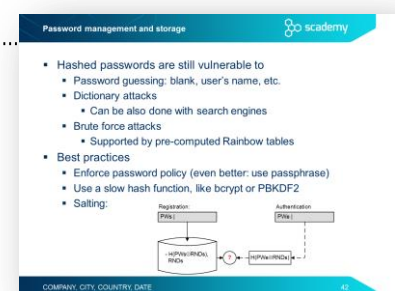 Password management and storage
scademy
...
Hashed passwords are still vulnerable to
Password guessing: blank, user's name, etc.
Dictionary attacks
Can be also done with search engines
Brute force attacks
Supported by pre-computed Rainbow tables
Best practices
Enforce password policy (even better: use passphrase)
Use a slow hash function, like bcrypt or PBKDF2
Salting:
Registration:
Authentication
?
COMPANY, CITY, COUNTRY, DATE
42